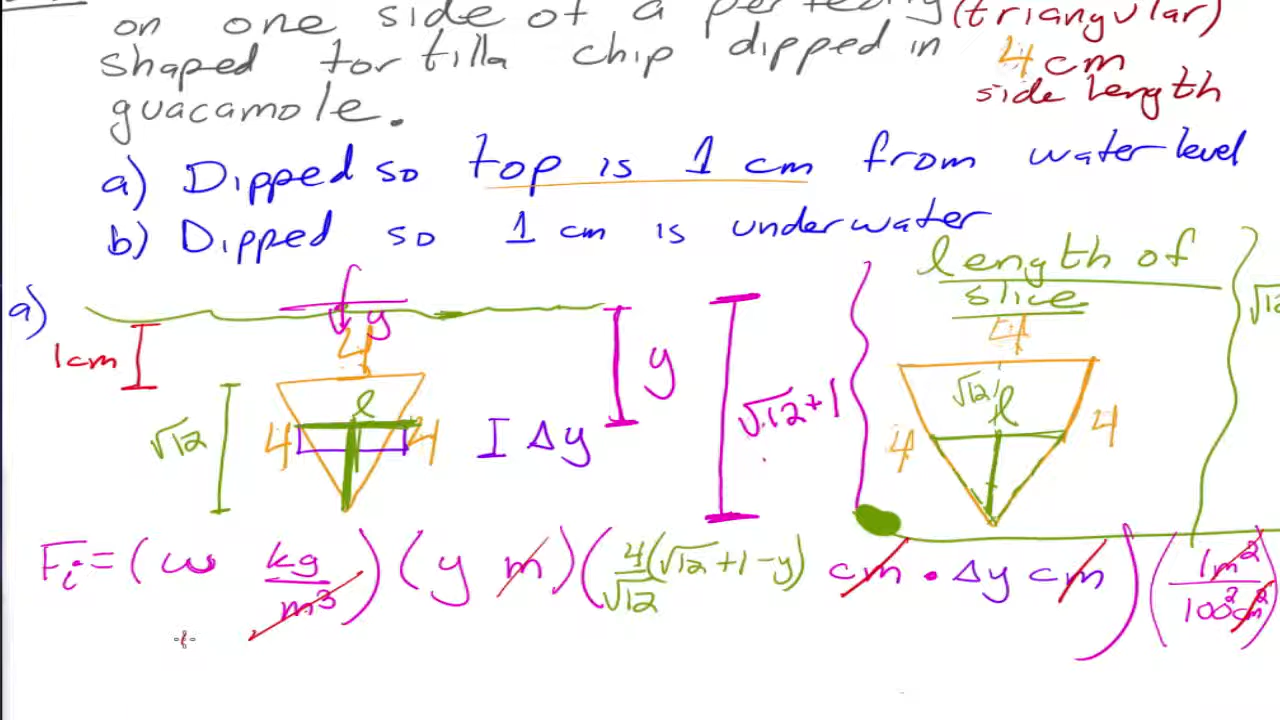 on one side of a perfectly (triangular)
shaped tortilla chip dipped in 4 cm
guacamole. side length
a) Dipped so top is 1 cm from water level
b) Dipped so 1 cm is underwater
length of
slice
a)
y
1cm
4
√12
4
l
4
I Δy
y
√12+1
4
√12
l
4
4
√12
Fᵢ = (ω kg/m³)(y m)(4/√12(√12+1-y) cm • Δy cm)(1m²/100²cm²)